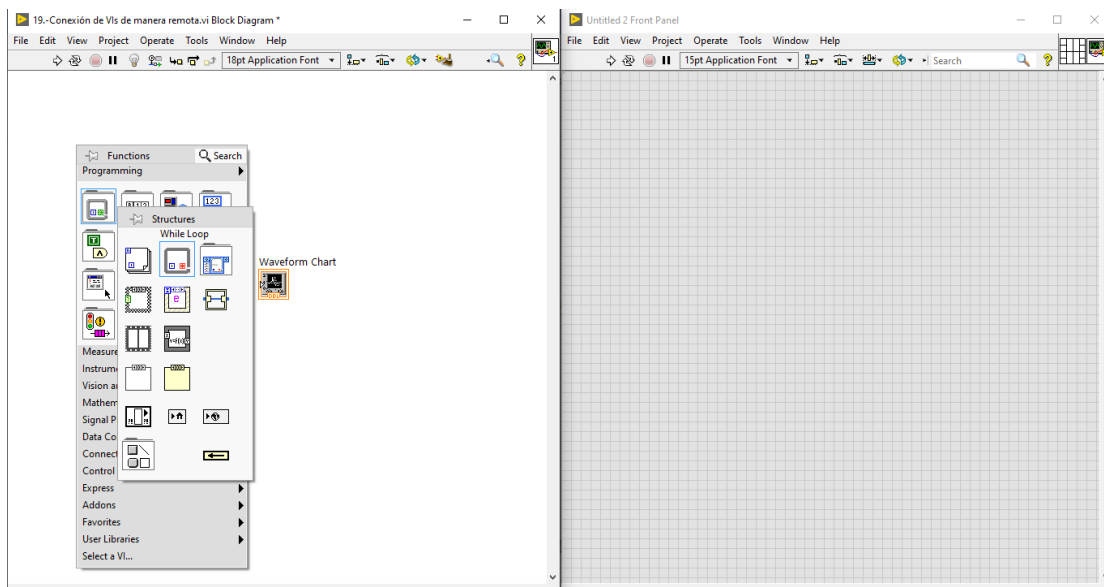 19.-Conexión de VIs de manera remota.vi Block Diagram *
File Edit View Project Operate Tools Window Help
18pt Application Font
1
Functions
Search
Programming
123
Structures
While Loop
Waveform Chart
DBL
Measure
Instrum
Vision a
Mathem
Signal P
Data Co
Connect
Control
Express
Addons
Favorites
User Libraries
Select a VI...
Untitled 2 Front Panel
File Edit View Project Operate Tools Window Help
15pt Application Font
Search